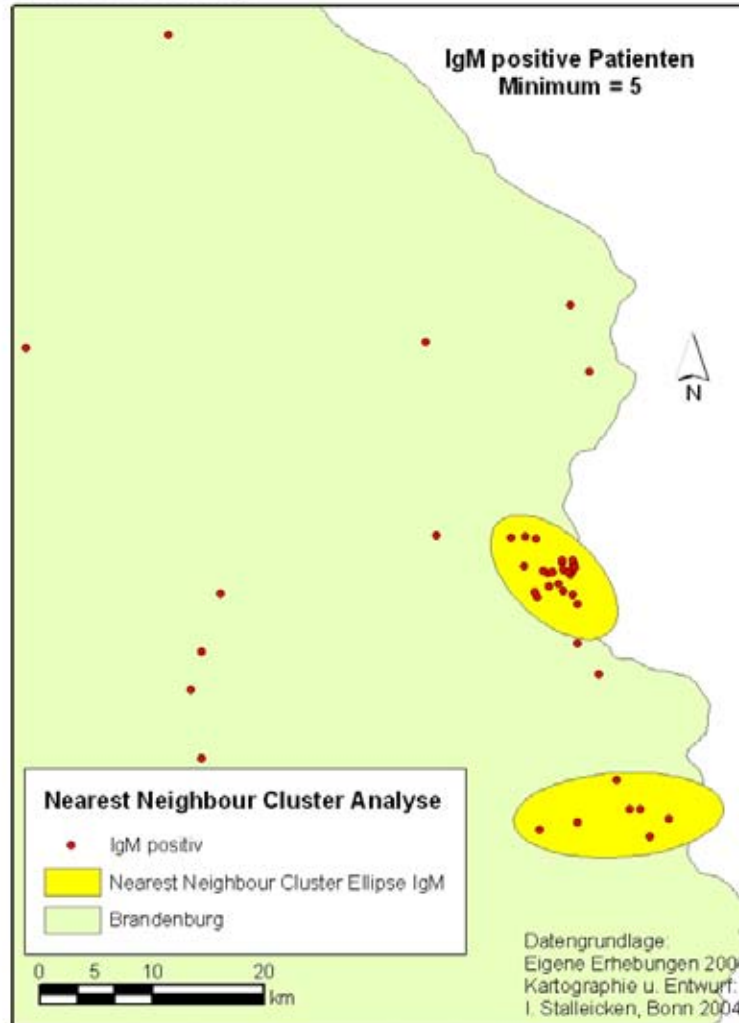 IgM positive Patienten
Minimum = 5
N
Nearest Neighbour Cluster Analyse
IgM positiv
Nearest Neighbour Cluster Ellipse IgM
Brandenburg
0 5 10 20
km
Datengrundlage:
Eigene Erhebungen
Kartographie u. Entwurf:
I. Stalleicken, Bonn 2004